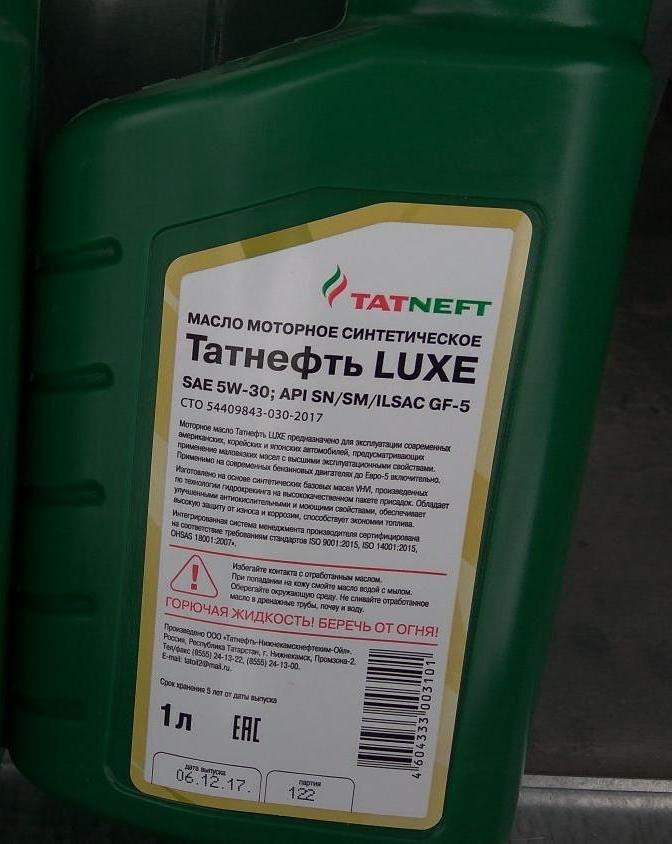 TATNEFT
МАСЛО МОТОРНОЕ СИНТЕТИЧЕСКОЕ
Татнефть LUXE
SAE 5W-30; API SN/SM/ILSAC GF-5
СТО 54409843-030-2017
Моторное масло Татнефть LUXE предназначено для эксплуатации современных
американских, корейских и японских автомобилей, предусматривающих
применение маловязких масел с высшими эксплуатационными свойствами.
Применимо на современных бензиновых двигателях до Евро-5 включительно.
Изготовлено на основе синтетических базовых масел VHVI, произведенных
по технологии гидрокрекинга на высококачественном пакете присадок. Обладает
улучшенными антиокислительными и моющими свойствами, обеспечивает
высокую защиту от износа и коррозии, способствует экономии топлива.
Интегрированная система менеджмента производителя сертифицирована
на соответствие требованиям стандартов ISO 9001:2015, ISO 14001:2015,
OHSAS 18001:2007».
Избегайте контакта с отработанным маслом.
При попадании на кожу смойте масло водой с мылом.
Оберегайте окружающую среду. Не сливайте отработанное
масло в дренажные трубы, почву и воду.
ГОРЮЧАЯ ЖИДКОСТЬ! БЕРЕЧЬ ОТ ОГНЯ!
Произведено ООО «Татнефть-Нижнекамскнефтехим-Ойл».
Россия, Республика Татарстан, г. Нижнекамск, Промзона-2.
Тел/факс (8555) 24-13-22, (8555) 24-13-00.
E-mail: tatoil2@mail.ru.
Срок хранения 5 лет от даты выпуска
1 л
EAC
4 604333 003101
дата выпуска
06.12.17.
партия
122